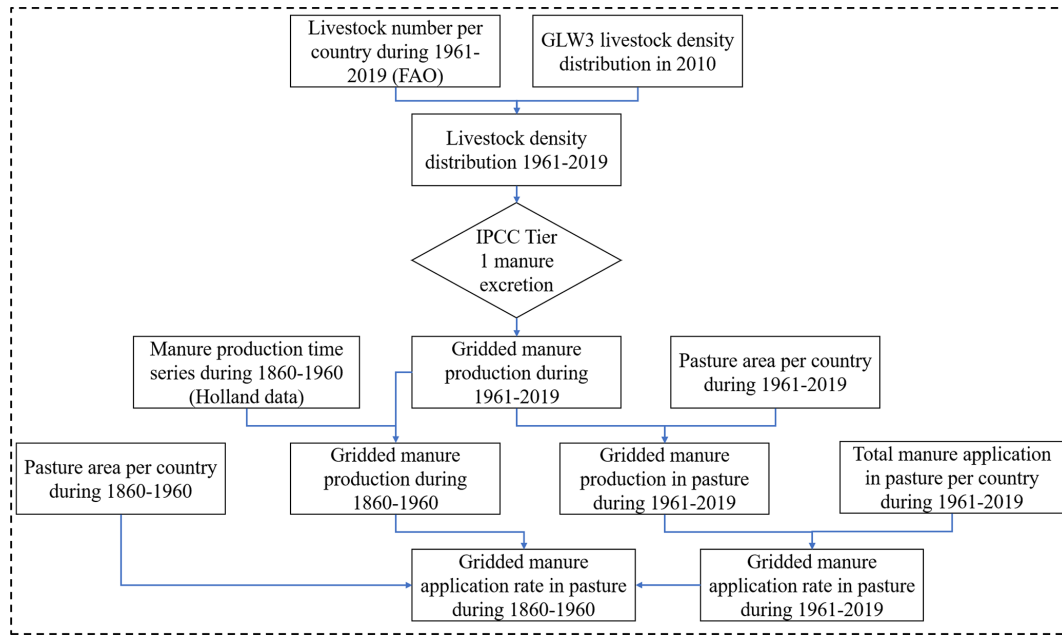 Livestock number per
country during 1961-
2019 (FAO)
GLW3 livestock density
distribution in 2010
Livestock density
distribution 1961-2019
IPCC Tier
1 manure
excretion
Manure production time
series during 1860-1960
(Holland data)
Gridded manure
production during
1961-2019
Pasture area per country
during 1961-2019
Pasture area per country
during 1860-1960
Gridded manure
production during
1860-1960
Gridded manure
production in pasture
during 1961-2019
Total manure application
in pasture per country
during 1961-2019
Gridded manure
application rate in pasture
during 1860-1960
Gridded manure
application rate in pasture
during 1961-2019